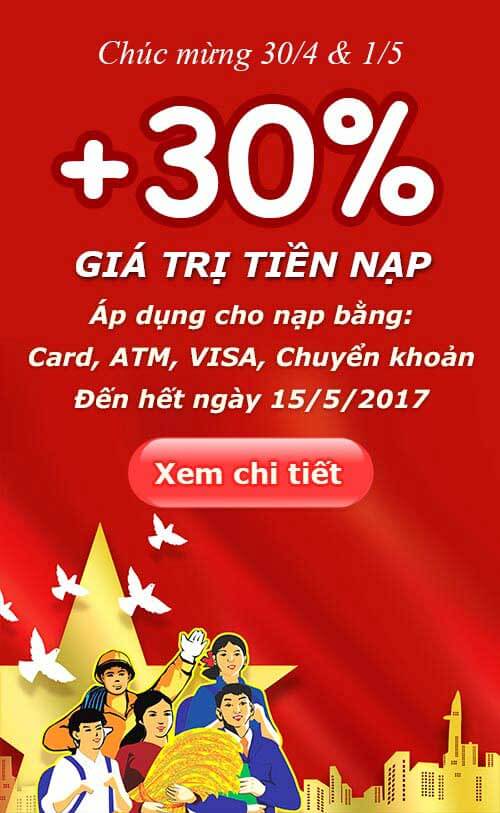 Chúc mừng 30/4 & 1/5
+30%
GIÁ TRỊ TIỀN NẠP
Áp dụng cho nạp bằng:
Card, ATM, VISA, Chuyển khoản
Đến hết ngày 15/5/2017
Xem chi tiết